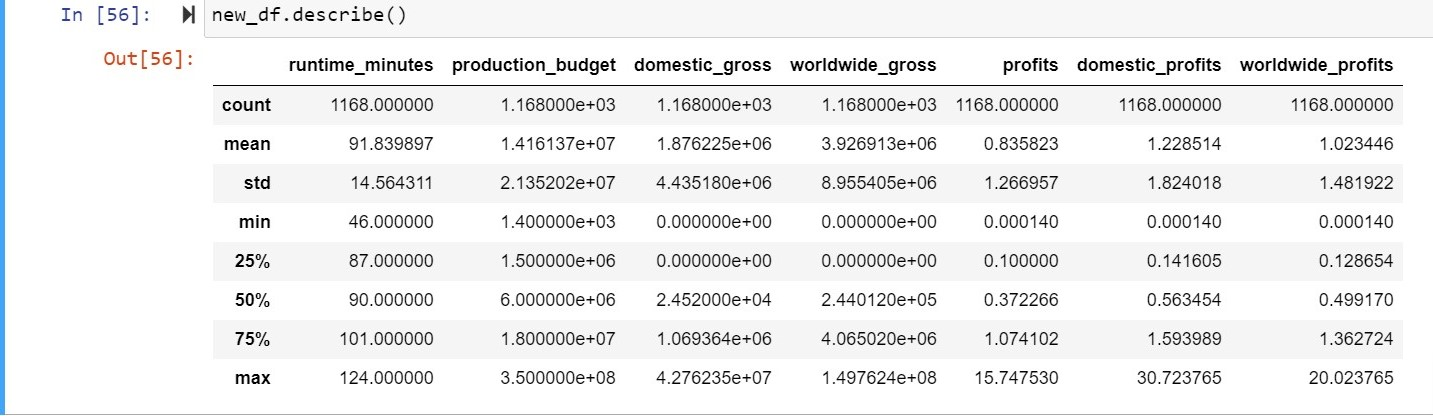 In [56]: new_df.describe()
Out[56]:
runtime_minutes production_budget domestic_gross worldwide_gross profits domestic_profits worldwide_profits
count 1168.000000 1.168000e+03 1.168000e+03 1.168000e+03 1168.000000 1168.000000 1168.000000
mean 91.839897 1.416137e+07 1.876225e+06 3.926913e+06 0.835823 1.228514 1.023446
std 14.564311 2.135202e+07 4.435180e+06 8.955405e+06 1.266957 1.824018 1.481922
min 46.000000 1.400000e+03 0.000000e+00 0.000000e+00 0.000140 0.000140 0.000140
25% 87.000000 1.500000e+06 0.000000e+00 0.000000e+00 0.100000 0.141605 0.128654
50% 90.000000 6.000000e+06 2.452000e+04 2.440120e+05 0.372266 0.563454 0.499170
75% 101.000000 1.800000e+07 1.069364e+06 4.065020e+06 1.074102 1.593989 1.362724
max 124.000000 3.500000e+08 4.276235e+07 1.497624e+08 15.747530 30.723765 20.023765